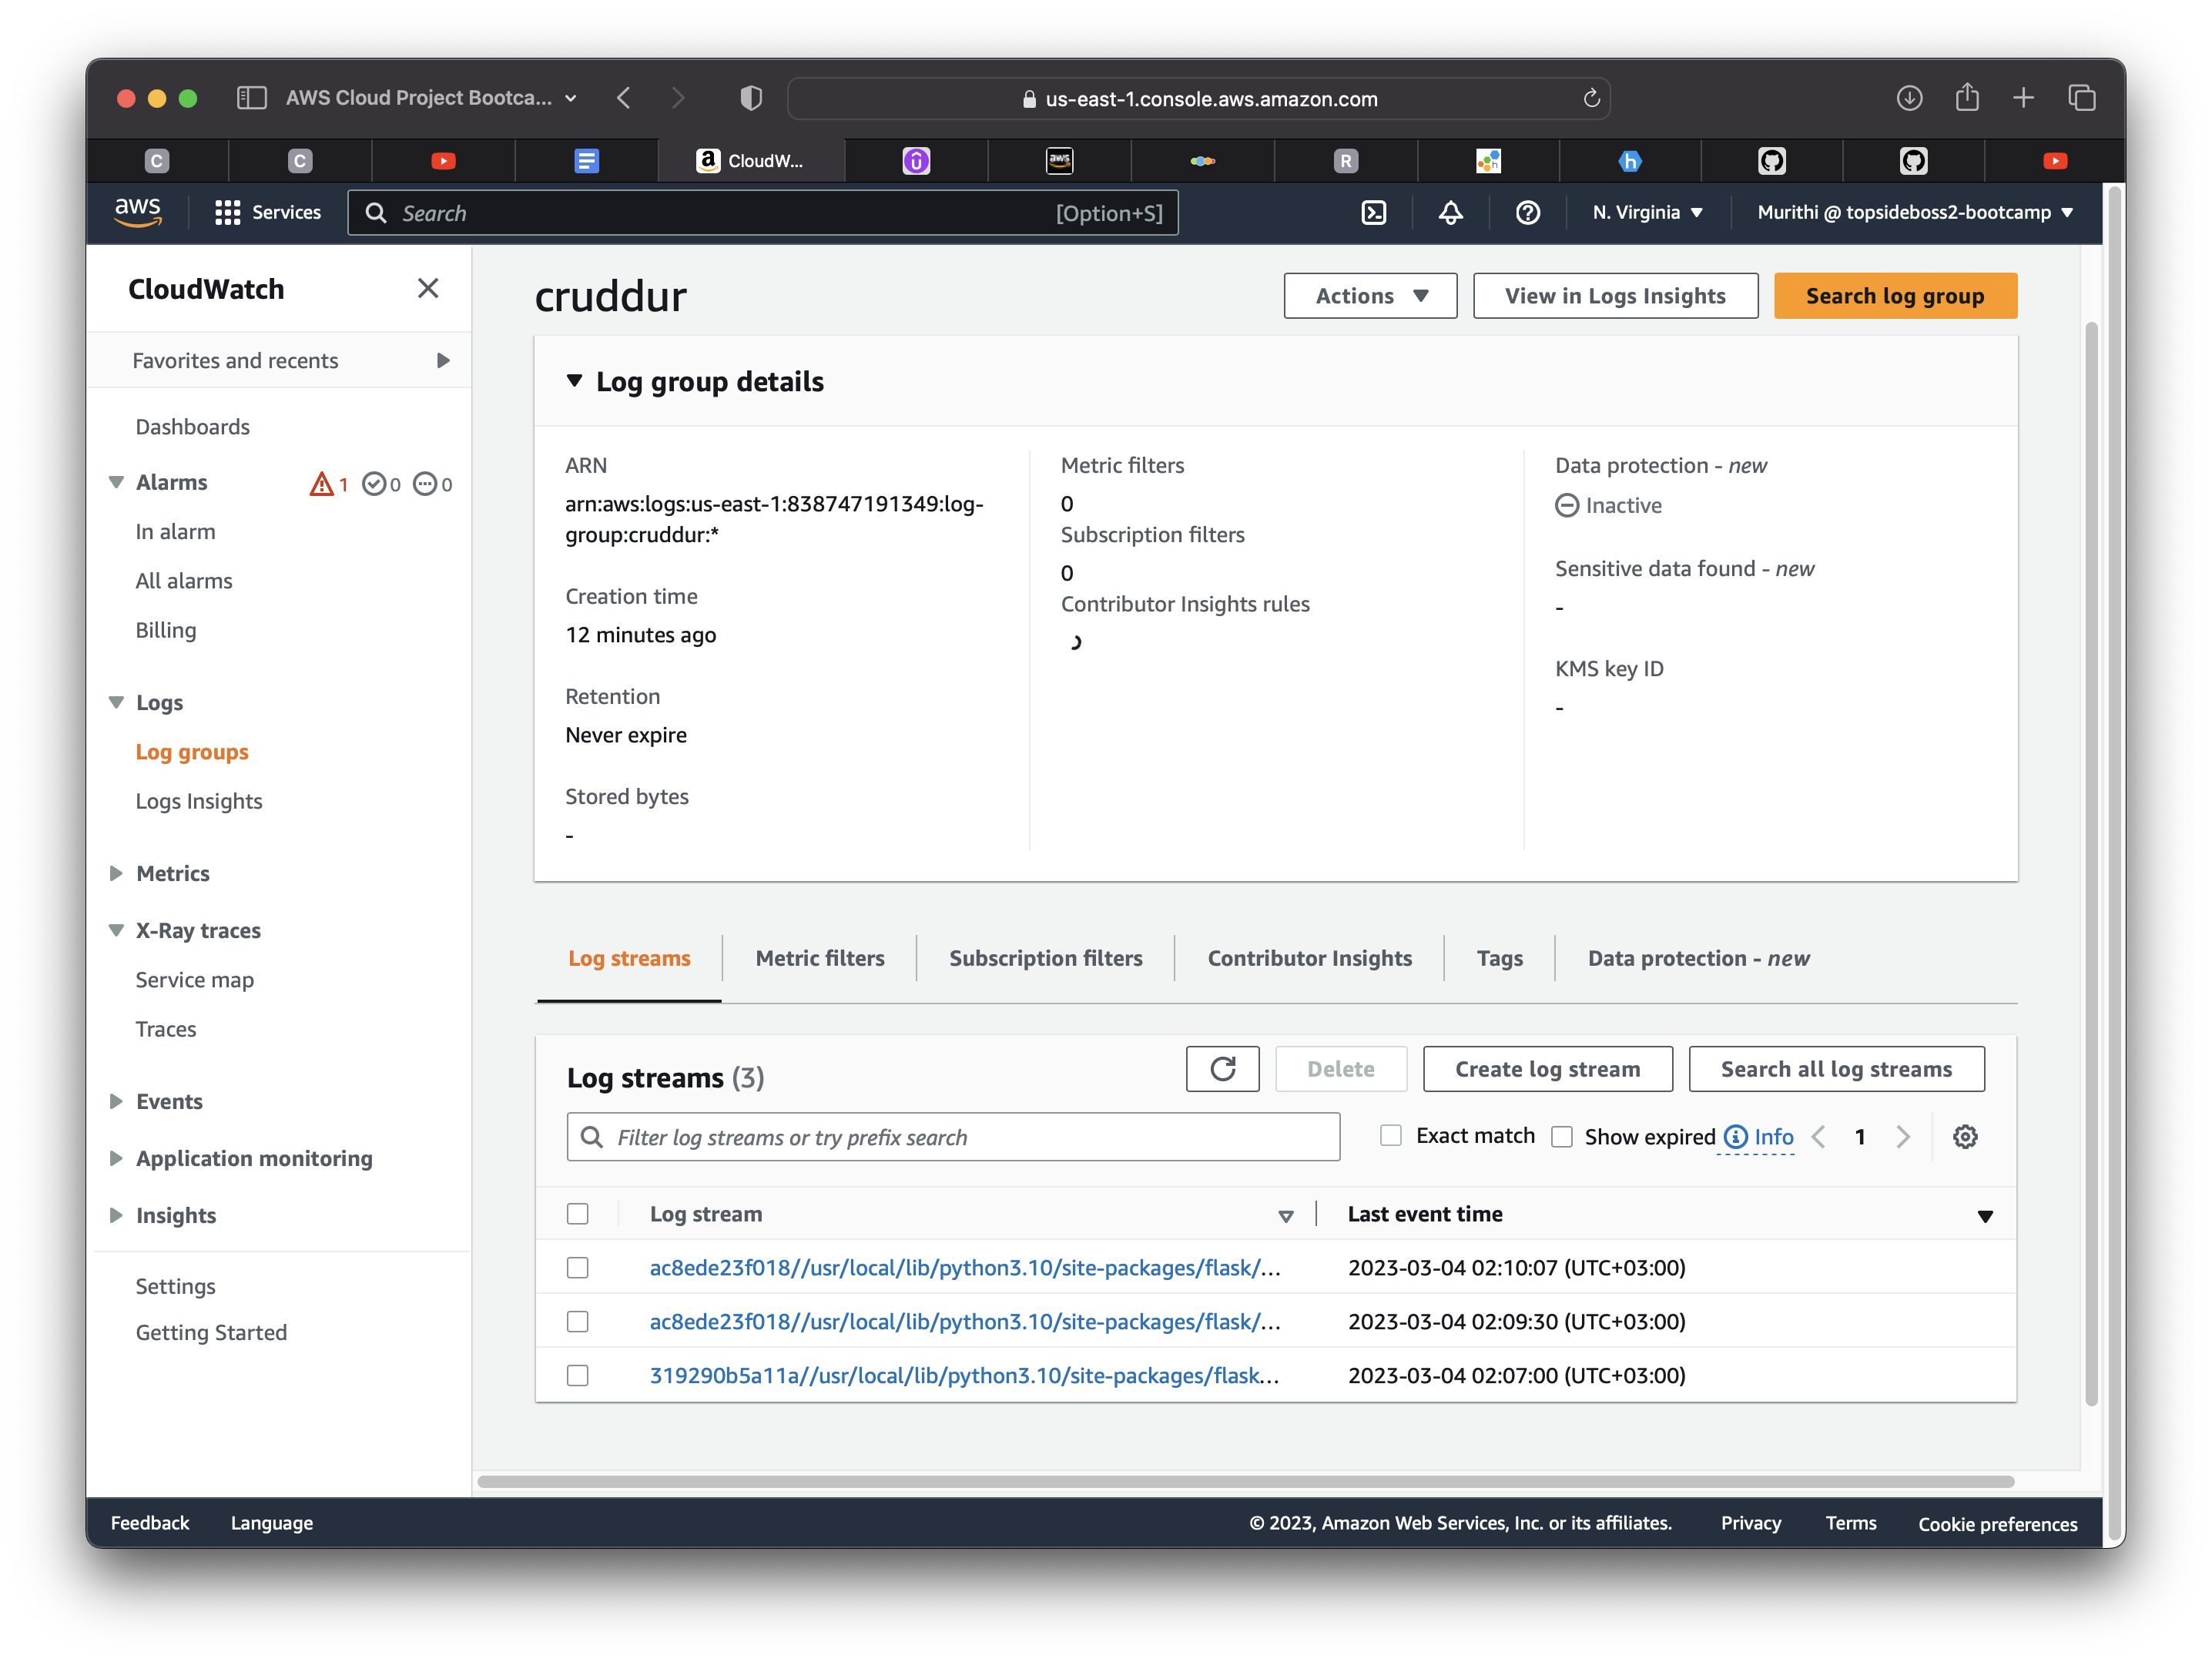 AWS Cloud Project Bootca...
us-east-1.console.aws.amazon.com
C
C
a CloudW...
aws
R
h
aws
Services
Search
[Option+S]
N. Virginia
Murithi @ topsideboss2-bootcamp
CloudWatch
Favorites and recents
Dashboards
Alarms 1 0 0
In alarm
All alarms
Billing
Logs
Log groups
Logs Insights
Metrics
X-Ray traces
Service map
Traces
Events
Application monitoring
Insights
Settings
Getting Started
cruddur
Actions
View in Logs Insights
Search log group
Log group details
ARN
arn:aws:logs:us-east-1:838747191349:log-
group:cruddur:*
Creation time
12 minutes ago
Retention
Never expire
Stored bytes
-
Metric filters
0
Subscription filters
0
Contributor Insights rules
Data protection - new
Inactive
Sensitive data found - new
-
KMS key ID
-
Log streams
Metric filters
Subscription filters
Contributor Insights
Tags
Data protection - new
Log streams (3)
Delete
Create log stream
Search all log streams
Filter log streams or try prefix search
Exact match
Show expired
Info
1
Log stream
Last event time
ac8ede23f018//usr/local/lib/python3.10/site-packages/flask/... 2023-03-04 02:10:07 (UTC+03:00)
ac8ede23f018//usr/local/lib/python3.10/site-packages/flask/... 2023-03-04 02:09:30 (UTC+03:00)
319290b5a11a//usr/local/lib/python3.10/site-packages/flask... 2023-03-04 02:07:00 (UTC+03:00)
Feedback
Language
© 2023, Amazon Web Services, Inc. or its affiliates.
Privacy
Terms
Cookie preferences